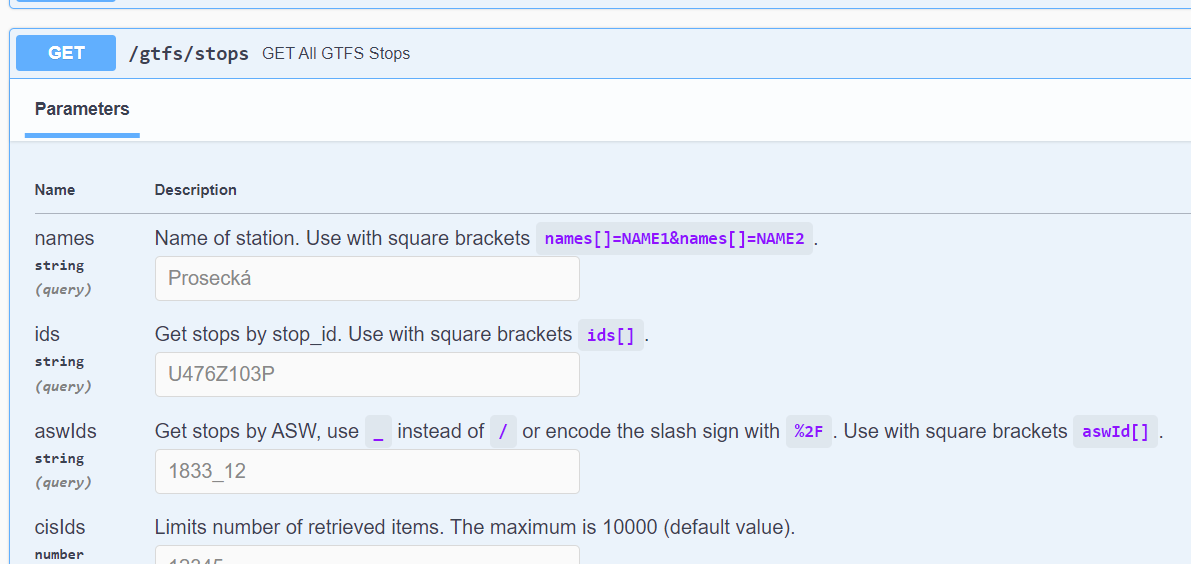 GET /gtfs/stops GET All GTFS Stops
Parameters
Name Description
names Name of station. Use with square brackets names[]=NAME1&names[]=NAME2 .
string
(query)
Prosecká
ids Get stops by stop_id. Use with square brackets ids[] .
string
(query)
U476Z103P
aswIds Get stops by ASW, use _ instead of / or encode the slash sign with %2F . Use with square brackets aswId[] .
string
(query)
1833_12
cisIds Limits number of retrieved items. The maximum is 10000 (default value).
number